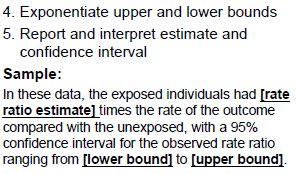 4. Exponentiate upper and lower bounds
5. Report and interpret estimate and
confidence interval
Sample:
In these data, the exposed individuals had [rate
ratio estimate] times the rate of the outcome
compared with the unexposed, with a 95%
confidence interval for the observed rate ratio
ranging from [lower bound] to [upper bound].